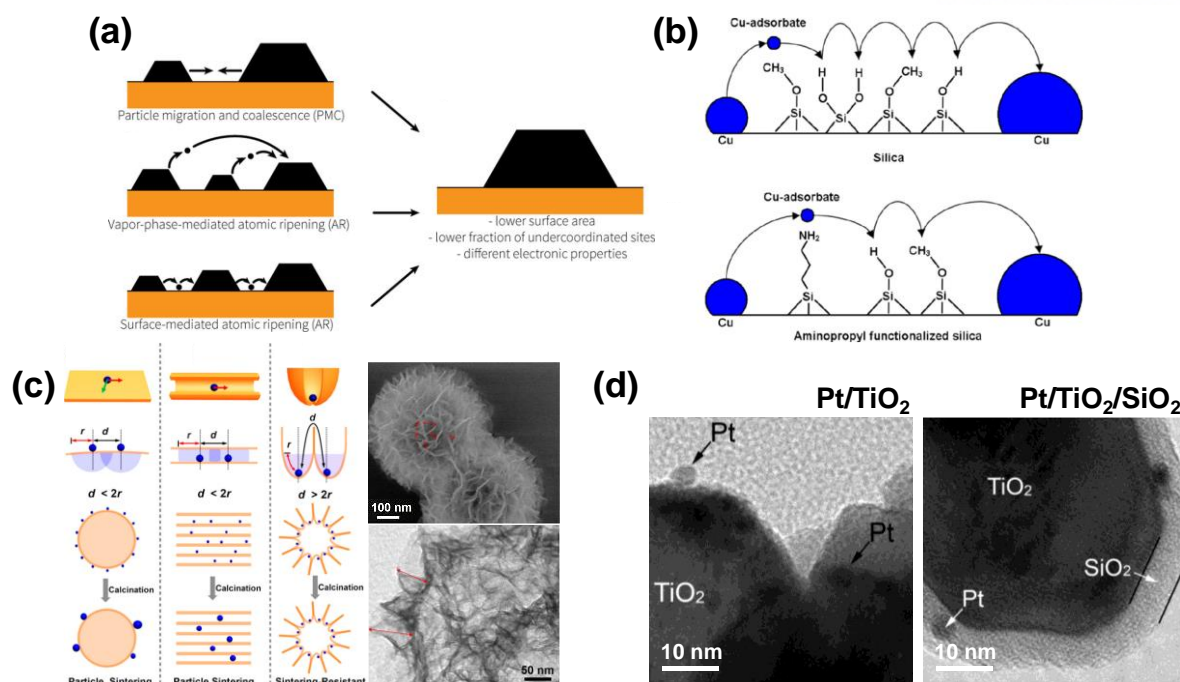 (a)
Particle migration and coalescence (PMC)
Vapor-phase-mediated atomic ripening (AR)
Surface-mediated atomic ripening (AR)
- lower surface area
- lower fraction of undercoordinated sites
- different electronic properties
(b)
Cu-adsorbate
CH3 H H CH3 H
O O O O O
Si Si Si Si
Cu Cu
Silica
Cu-adsorbate
NH2
H CH3
O O
Si Si Si
Cu Cu
Aminopropyl functionalized silica
(c)
r d r d d
r
d < 2r d < 2r d > 2r
Calcination Calcination Calcination
Particle Sintering Particle Sintering Sintering-Resistant
100 nm
50 nm
(d)
Pt/TiO2 Pt/TiO2/SiO2
Pt
Pt
TiO2
10 nm
TiO2
SiO2
Pt
10 nm